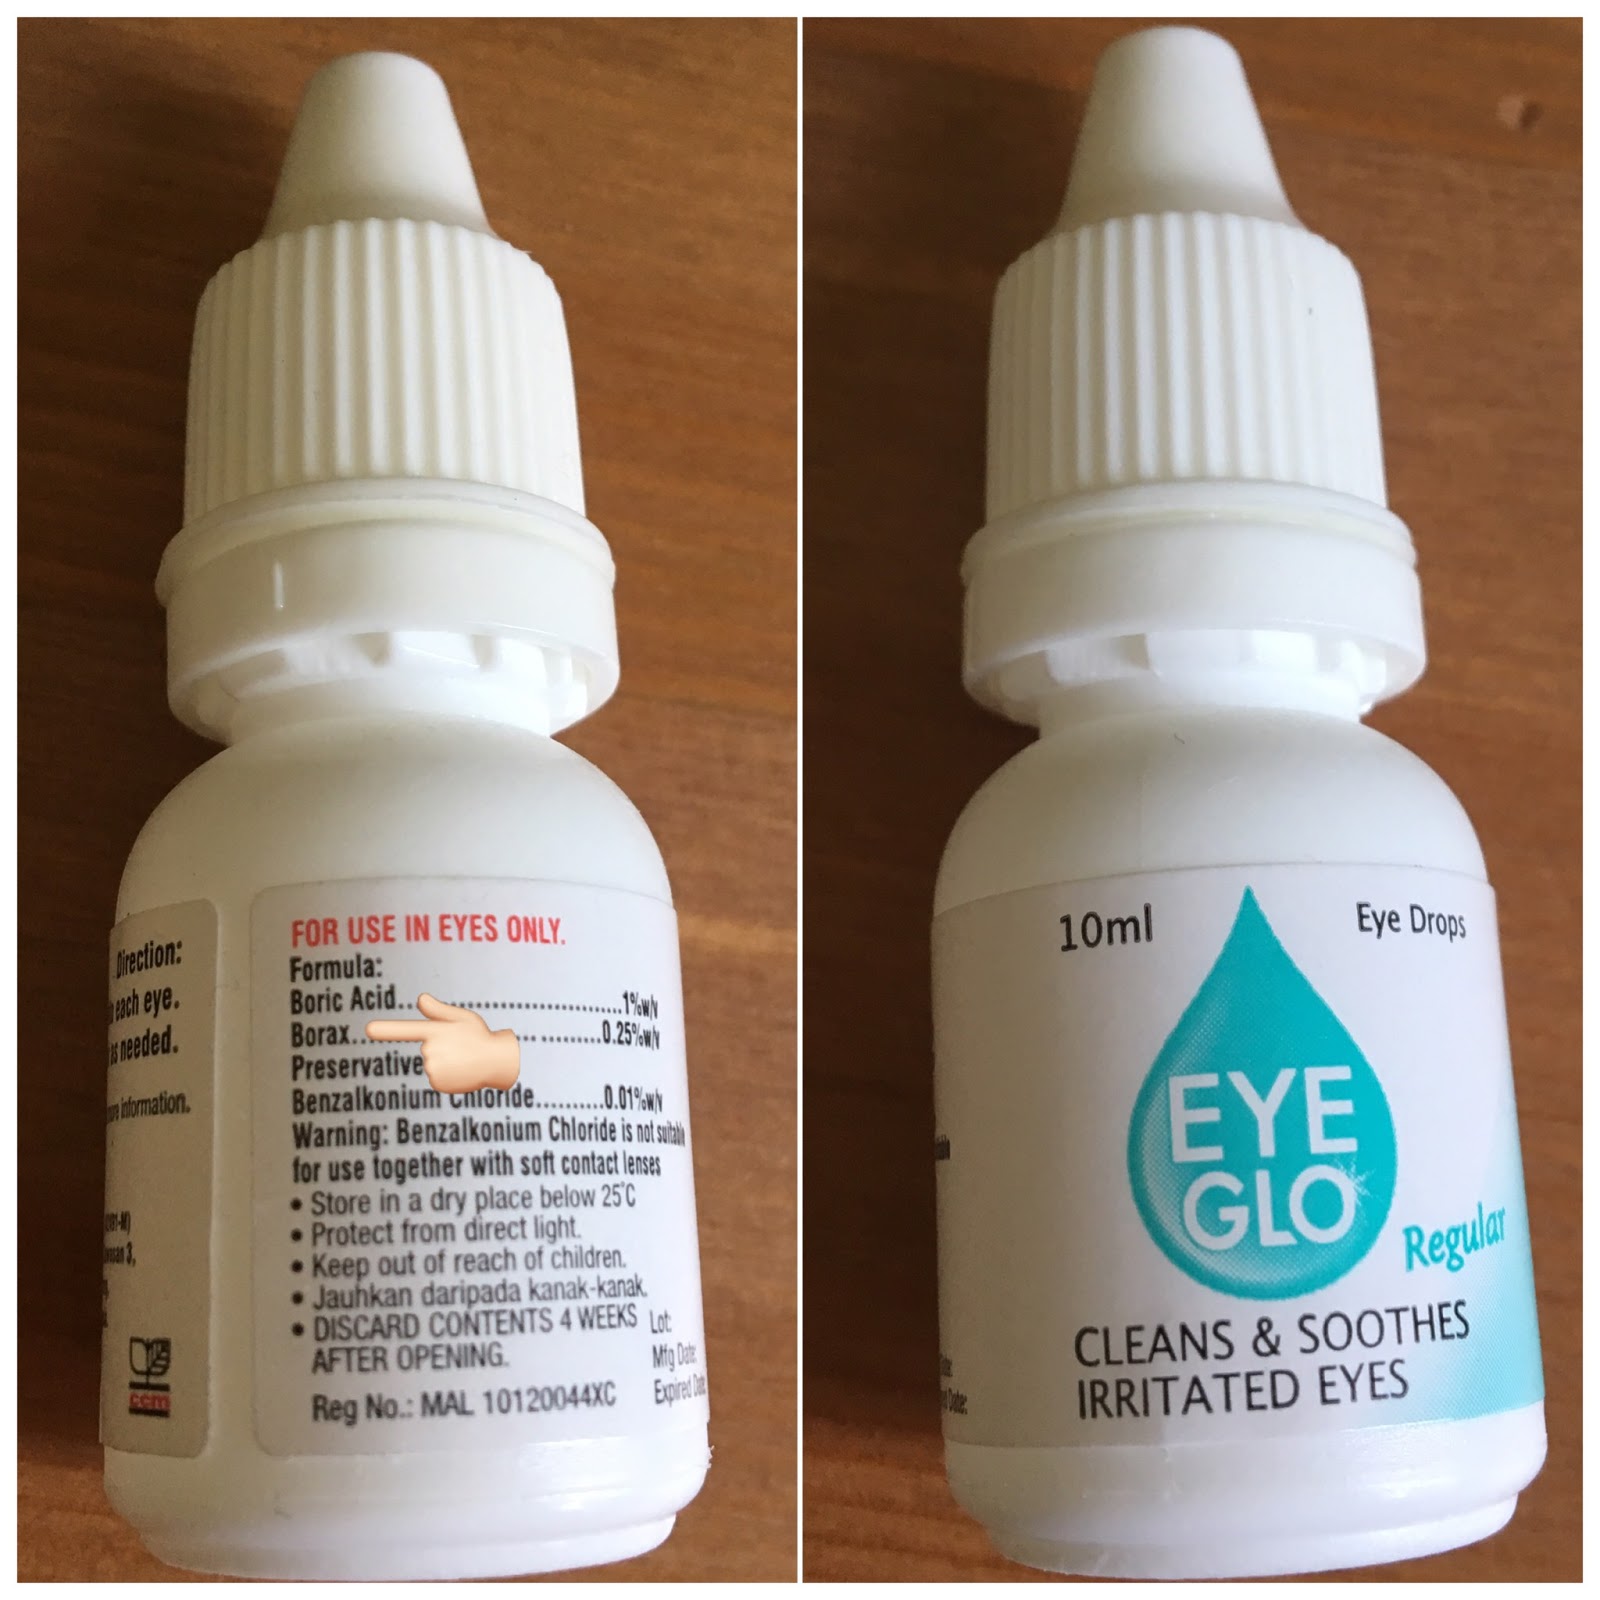 Direction:
each eye.
as needed.
information.
ccm
FOR USE IN EYES ONLY.
Formula:
Boric Acid............................1%w/v
Borax.. ............0.25%w/v
Preservative
Benzalkonium Chloride..........0.01%w/v
Warning: Benzalkonium Chloride is not suitable
for use together with soft contact lenses
• Store in a dry place below 25°C
• Protect from direct light.
• Keep out of reach of children.
• Jauhkan daripada kanak-kanak.
• DISCARD CONTENTS 4 WEEKS
AFTER OPENING.
Lot:
Mfg Date:
Expired Date
Reg No.: MAL 10120044XC
10ml
Eye Drops
EYE
GLO
Regular
CLEANS & SOOTHES
IRRITATED EYES
Date: